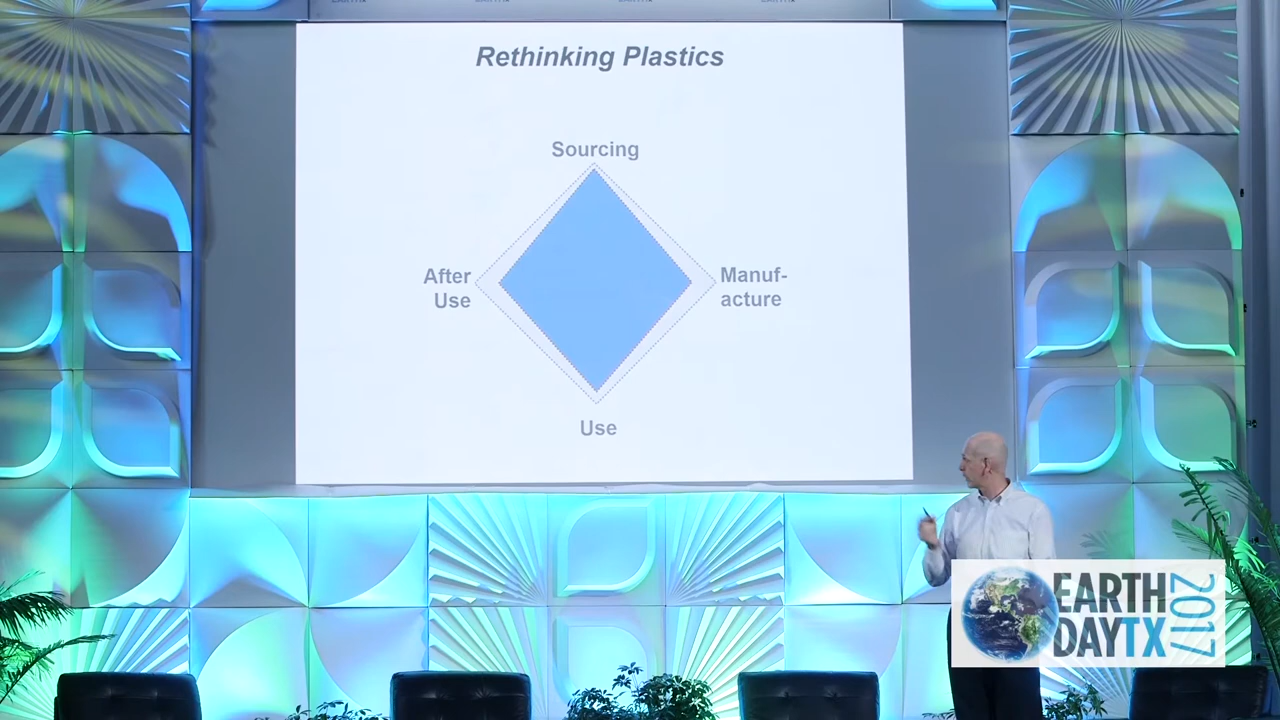 Rethinking Plastics
Sourcing
After
Use
Manuf-
acture
Use
EARTH
DAYTX
2017